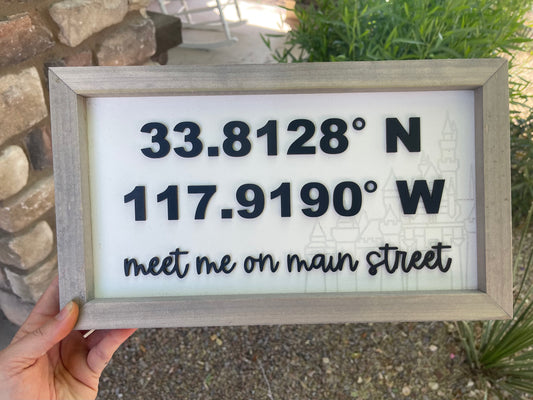 33.8128° N
117.9190° W
meet me on main street